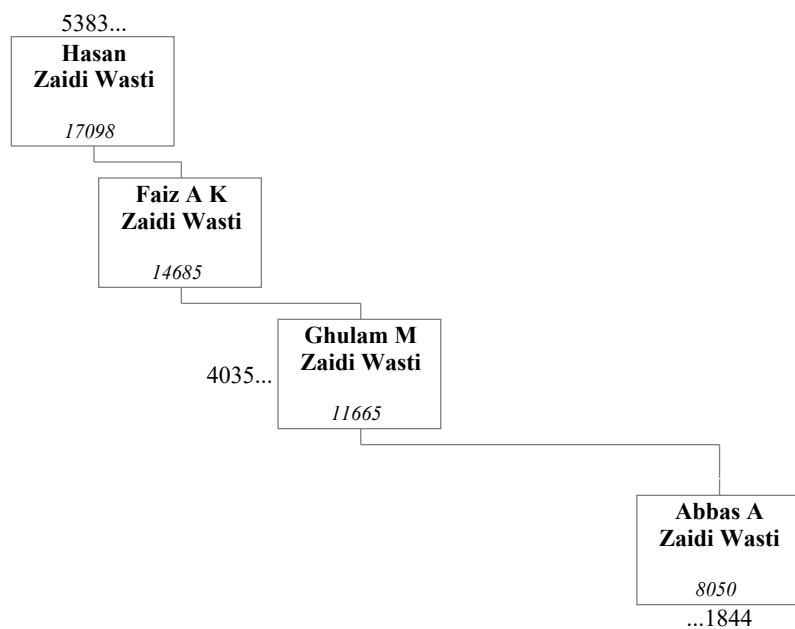 5383...
Hasan
Zaidi Wasti
17098
Faiz A K
Zaidi Wasti
14685
Ghulam M
Zaidi Wasti
4035...
11665
Abbas A
Zaidi Wasti
8050
...1844